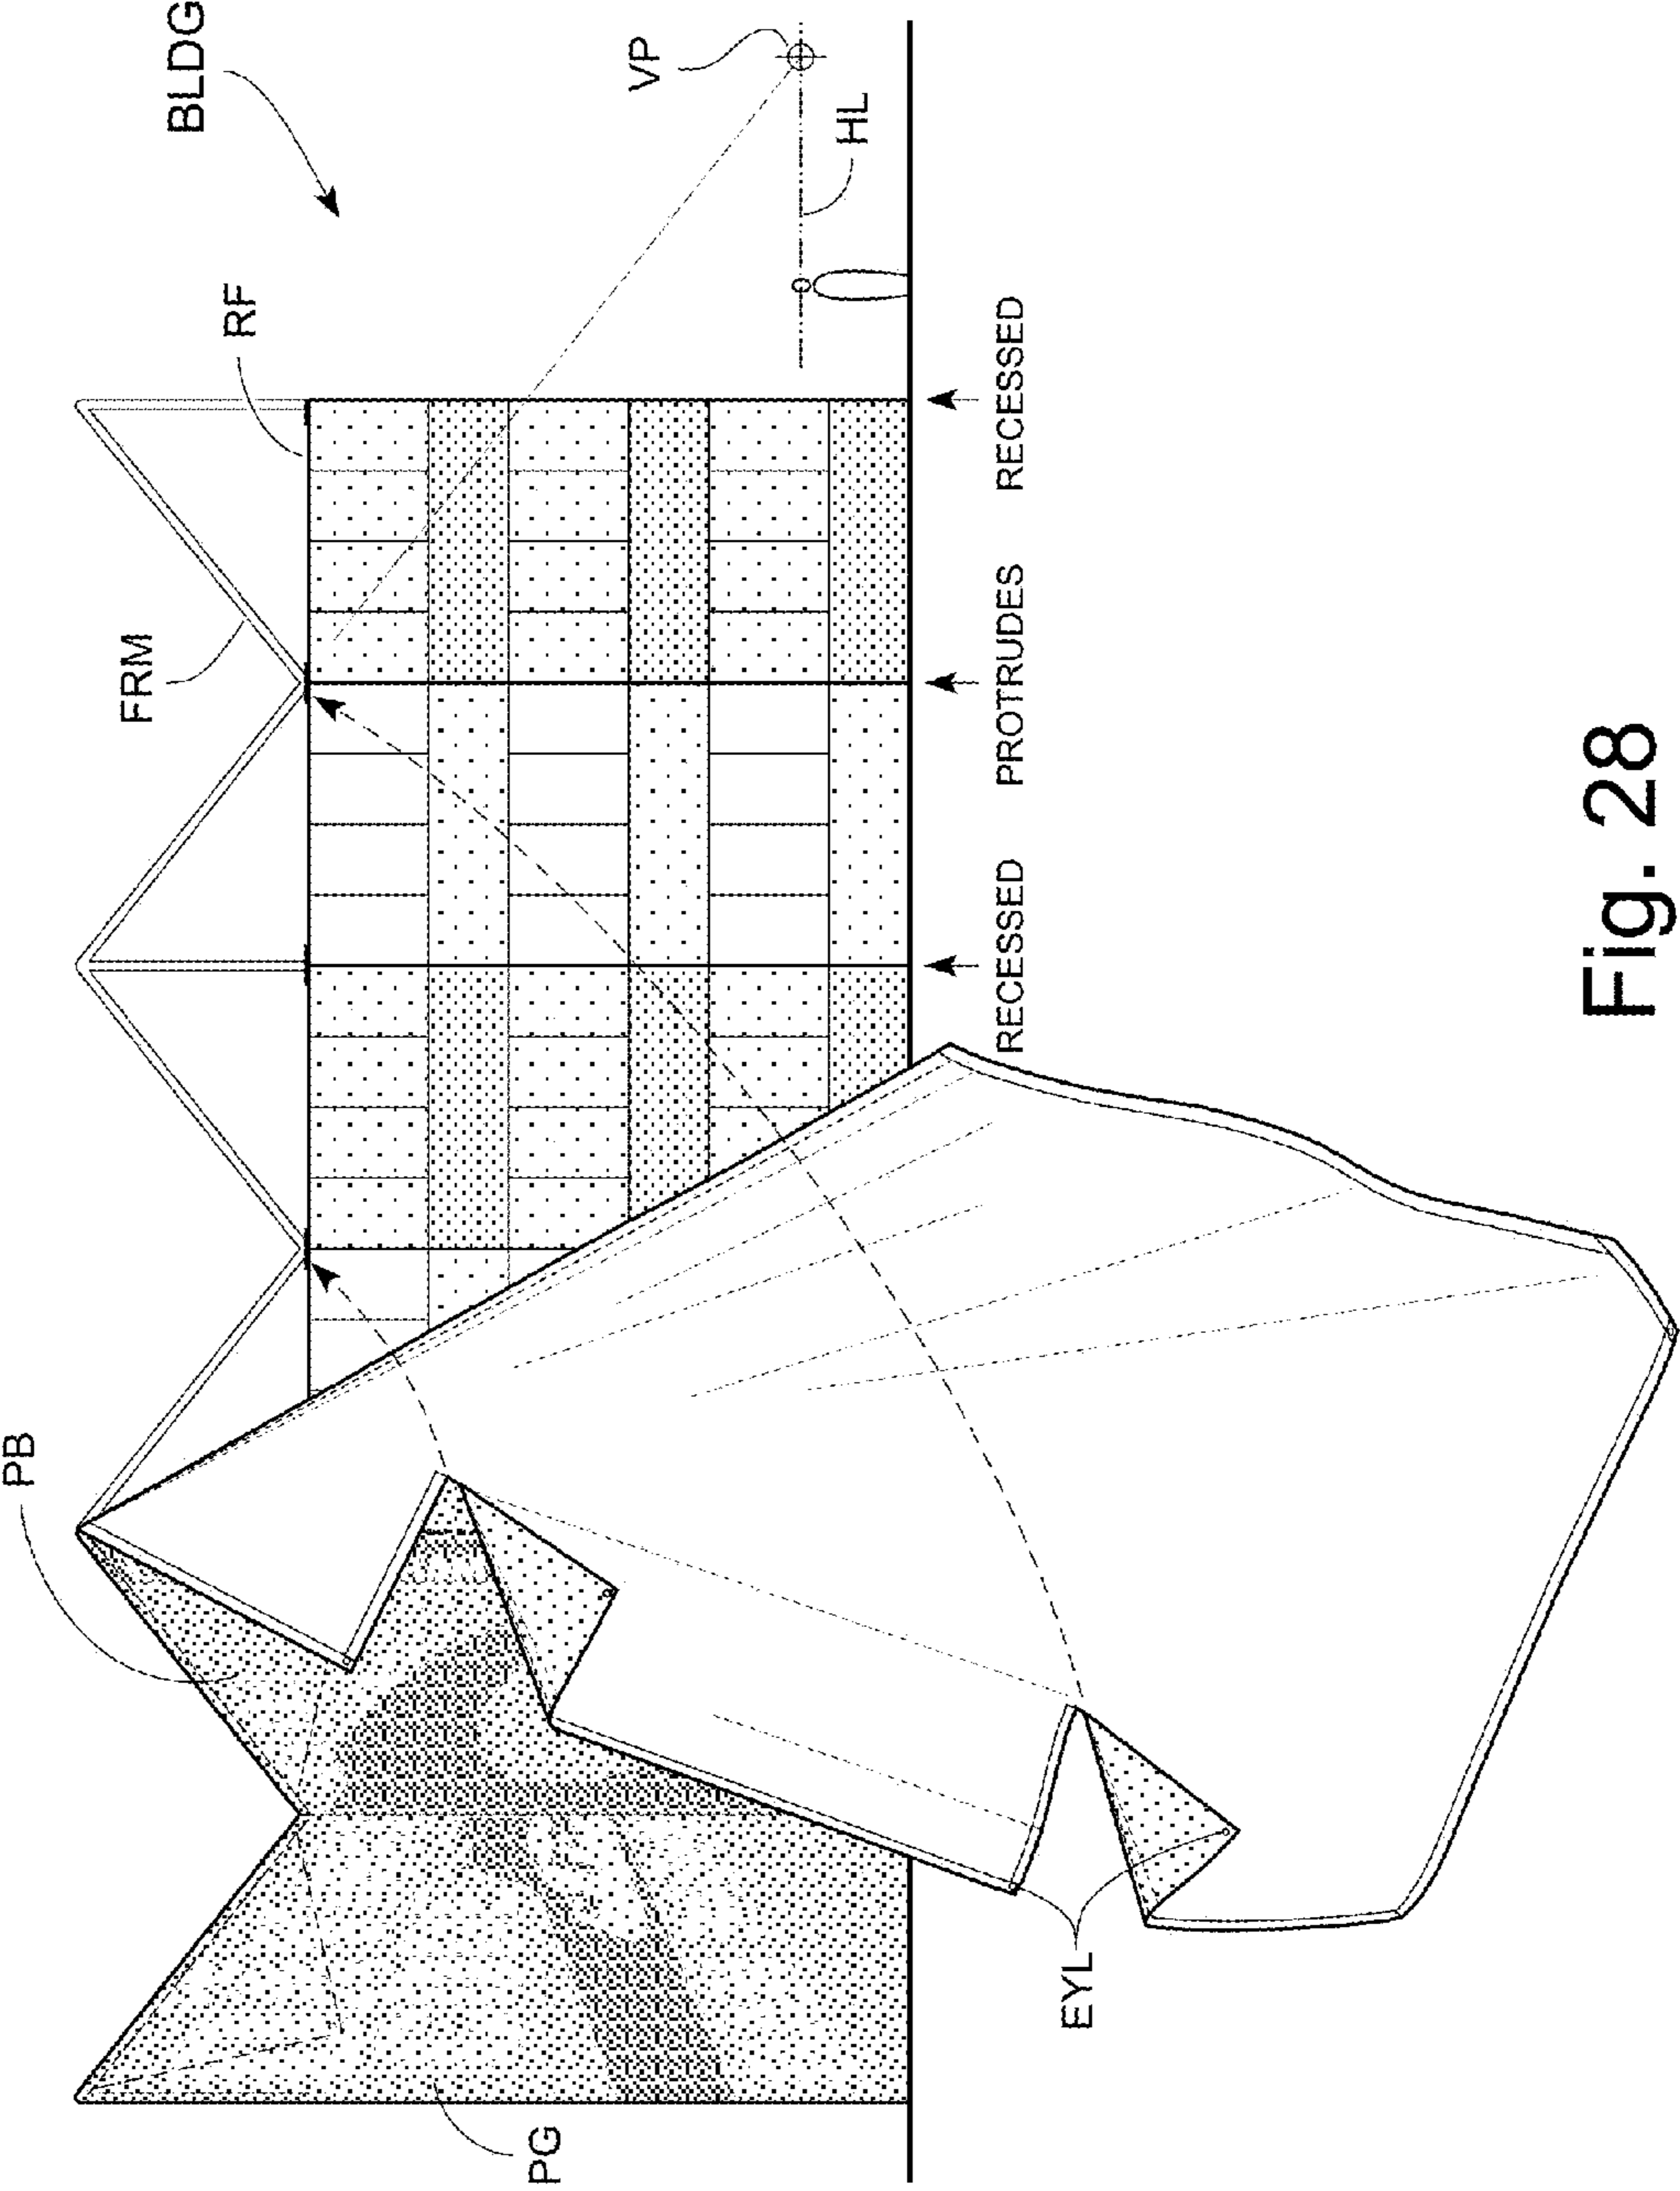 BLDG
VP
HL
RF
FRM
PB
PG
EYL
RECESSED PROTRUDES RECESSED
Fig. 28